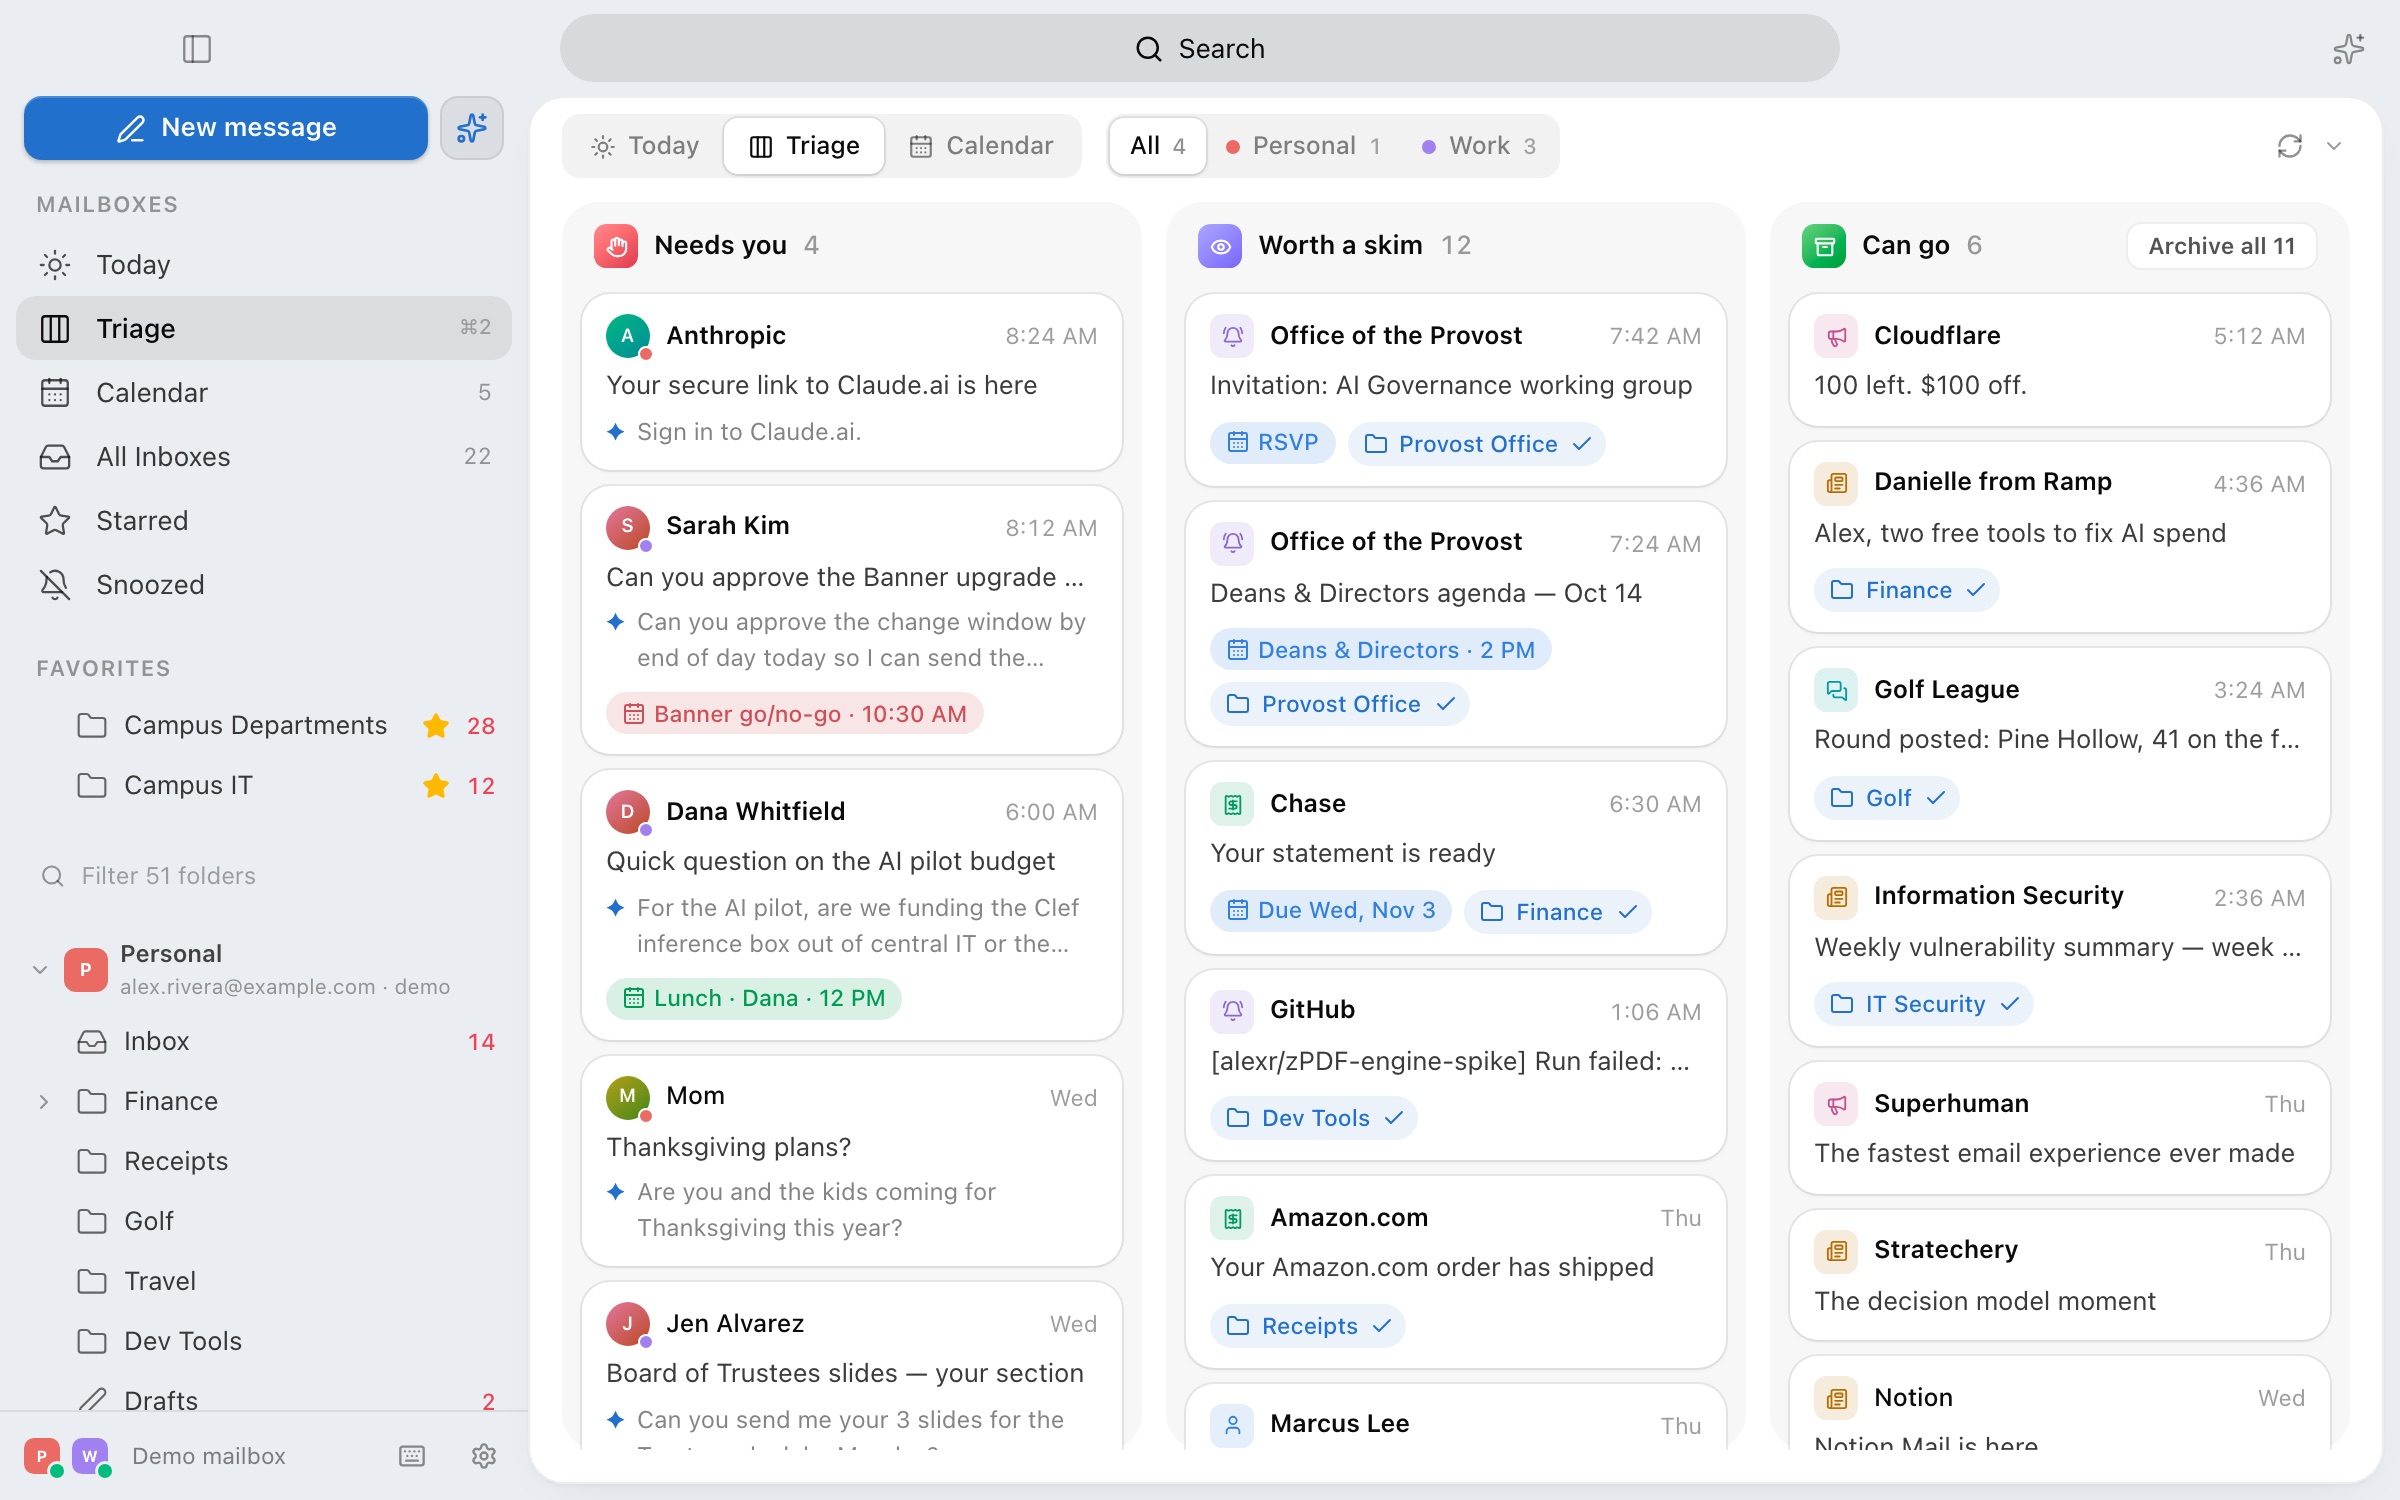 Search
New message
MAILBOXES
Today
Triage ⌘2
Calendar 5
All Inboxes 22
Starred
Snoozed
FAVORITES
Campus Departments 28
Campus IT 12
Filter 51 folders
P Personal
alex.rivera@example.com · demo
Inbox 14
Finance
Receipts
Golf
Travel
Dev Tools
Drafts 2
P W Demo mailbox
Today Triage Calendar All 4 Personal 1 Work 3
Needs you 4
A Anthropic 8:24 AM
Your secure link to Claude.ai is here
Sign in to Claude.ai.
S Sarah Kim 8:12 AM
Can you approve the Banner upgrade ...
Can you approve the change window by
end of day today so I can send the...
Banner go/no-go · 10:30 AM
D Dana Whitfield 6:00 AM
Quick question on the AI pilot budget
For the AI pilot, are we funding the Clef
inference box out of central IT or the...
Lunch · Dana · 12 PM
M Mom Wed
Thanksgiving plans?
Are you and the kids coming for
Thanksgiving this year?
J Jen Alvarez Wed
Board of Trustees slides — your section
Can you send me your 3 slides for the
Worth a skim 12
Office of the Provost 7:42 AM
Invitation: AI Governance working group
RSVP Provost Office
Office of the Provost 7:24 AM
Deans & Directors agenda — Oct 14
Deans & Directors · 2 PM
Provost Office
Chase 6:30 AM
Your statement is ready
Due Wed, Nov 3 Finance
GitHub 1:06 AM
[alexr/zPDF-engine-spike] Run failed: ...
Dev Tools
Amazon.com Thu
Your Amazon.com order has shipped
Receipts
Marcus Lee Thu
Can go 6 Archive all 11
Cloudflare 5:12 AM
100 left. $100 off.
Danielle from Ramp 4:36 AM
Alex, two free tools to fix AI spend
Finance
Golf League 3:24 AM
Round posted: Pine Hollow, 41 on the f...
Golf
Information Security 2:36 AM
Weekly vulnerability summary — week ...
IT Security
Superhuman Thu
The fastest email experience ever made
Stratechery Thu
The decision model moment
Notion Wed
Notion Mail is here